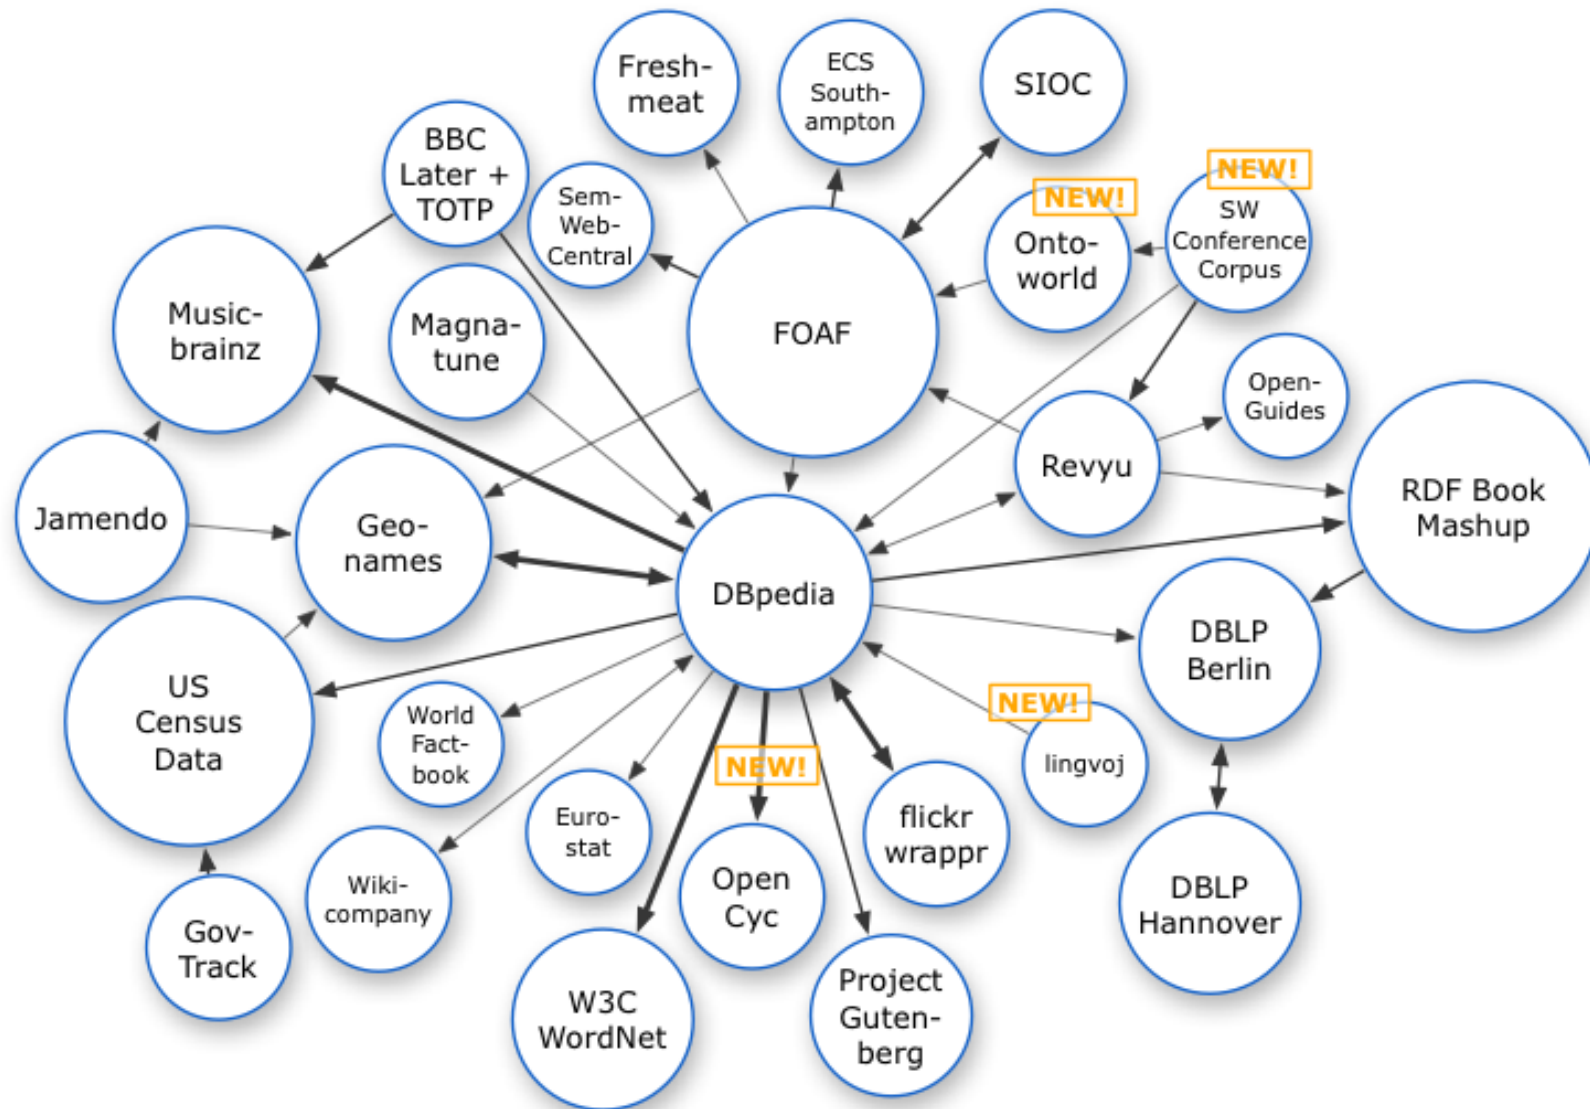 Fresh-
meat
ECS
South-
ampton
SIOC
BBC
Later +
TOTP
Sem-
Web-
Central
NEW!
Onto-
world
NEW!
SW
Conference
Corpus
Music-
brainz
Magna-
tune
FOAF
Open-
Guides
Revyu
RDF Book
Mashup
Jamendo
Geo-
names
DBpedia
DBLP
Berlin
US
Census
Data
World
Fact-
book
NEW!
lingvoj
NEW!
Euro-
stat
flickr
wrappr
Wiki-
company
Open
Cyc
DBLP
Hannover
Gov-
Track
W3C
WordNet
Project
Guten-
berg